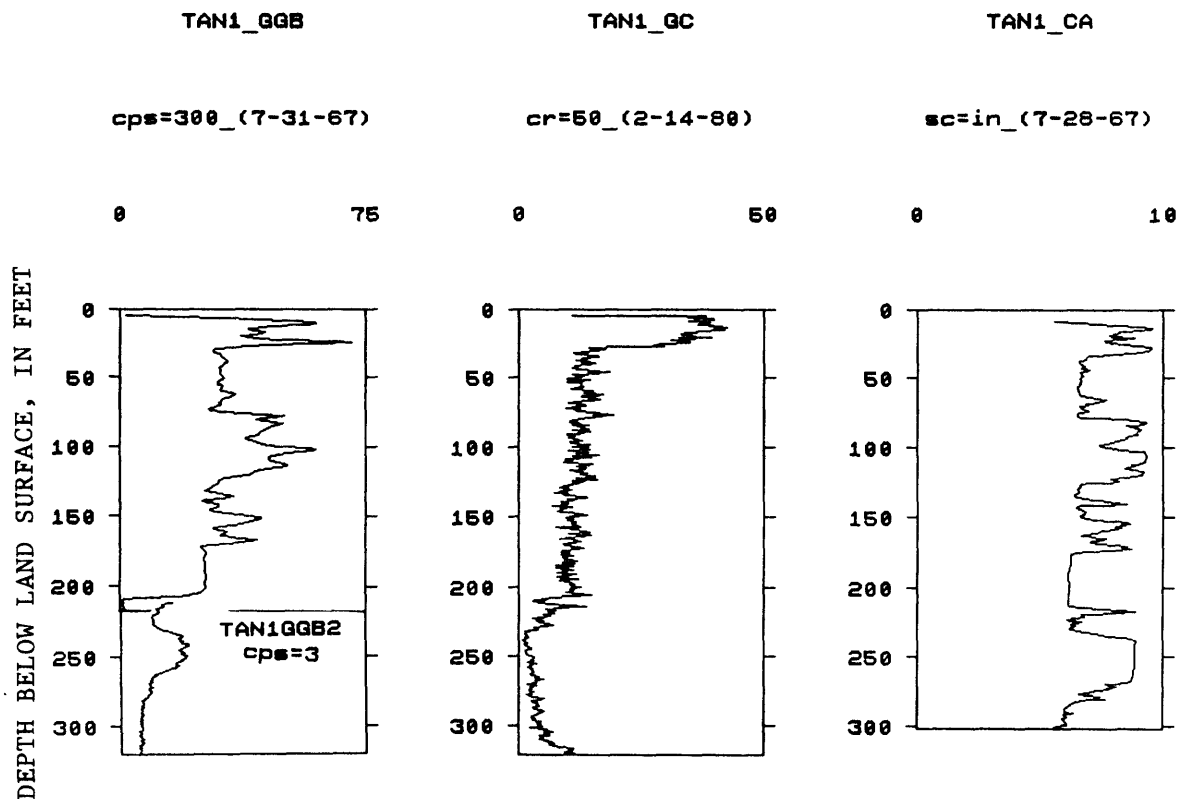 TAN1_GGB
TAN1_GC
TAN1_CA
cps=300_(7-31-67)
cr=50_(2-14-80)
sc=in_(7-28-67)
0 75
0 50
0 10
DEPTH BELOW LAND SURFACE, IN FEET
0
50
100
150
200
250
300
TAN1GGB2
cps=3
0
50
100
150
200
250
300
0
50
100
150
200
250
300